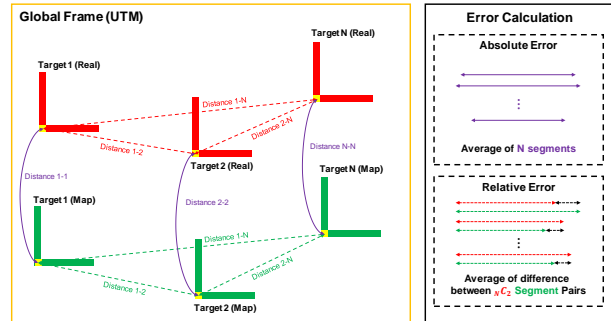 Global Frame (UTM)
Target 1 (Real)
Target N (Real)
Distance 1-N
Distance 1-2
Distance 2-N
Target 2 (Real)
Distance 1-1
Distance N-N
Target 1 (Map)
Target N (Map)
Distance 2-2
Distance 1-N
Distance 1-2
Distance 2-N
Target 2 (Map)
Error Calculation
Absolute Error
⋮
Average of N segments
Relative Error
⋮
Average of difference
between NC2 Segment Pairs